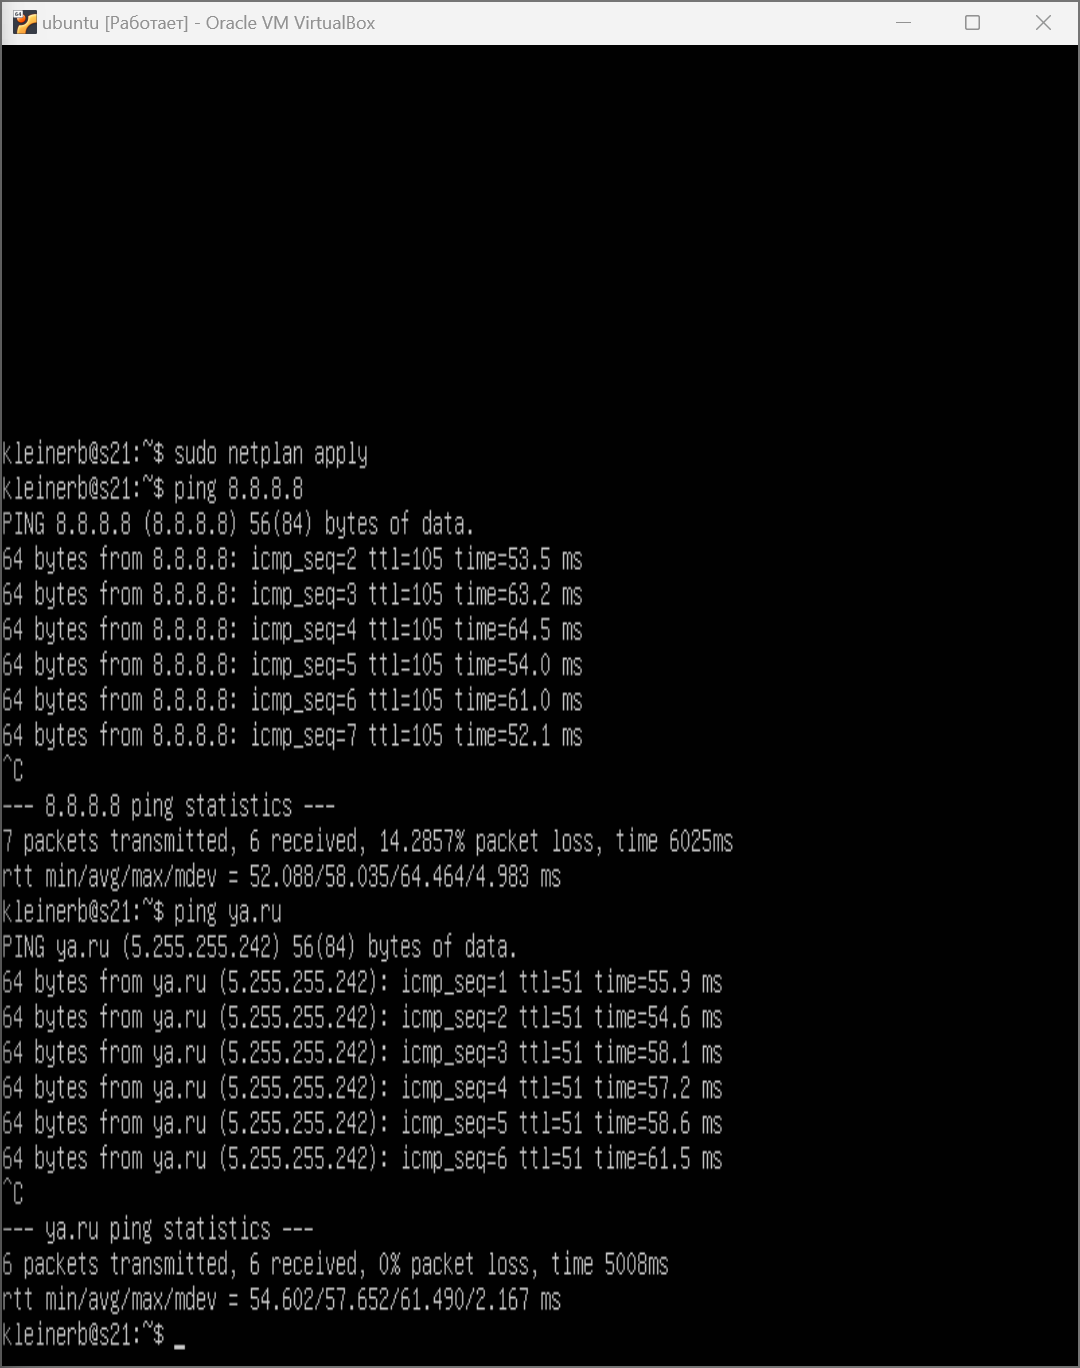 64
ubuntu [Работает] - Oracle VM VirtualBox
kleinerb@s21:~$ sudo netplan apply
kleinerb@s21:~$ ping 8.8.8.8
PING 8.8.8.8 (8.8.8.8) 56(84) bytes of data.
64 bytes from 8.8.8.8: icmp_seq=2 ttl=105 time=53.5 ms
64 bytes from 8.8.8.8: icmp_seq=3 ttl=105 time=63.2 ms
64 bytes from 8.8.8.8: icmp_seq=4 ttl=105 time=64.5 ms
64 bytes from 8.8.8.8: icmp_seq=5 ttl=105 time=54.0 ms
64 bytes from 8.8.8.8: icmp_seq=6 ttl=105 time=61.0 ms
64 bytes from 8.8.8.8: icmp_seq=7 ttl=105 time=52.1 ms
^C
--- 8.8.8.8 ping statistics ---
7 packets transmitted, 6 received, 14.2857% packet loss, time 6025ms
rtt min/avg/max/mdev = 52.088/58.035/64.464/4.983 ms
kleinerb@s21:~$ ping ya.ru
PING ya.ru (5.255.255.242) 56(84) bytes of data.
64 bytes from ya.ru (5.255.255.242): icmp_seq=1 ttl=51 time=55.9 ms
64 bytes from ya.ru (5.255.255.242): icmp_seq=2 ttl=51 time=54.6 ms
64 bytes from ya.ru (5.255.255.242): icmp_seq=3 ttl=51 time=58.1 ms
64 bytes from ya.ru (5.255.255.242): icmp_seq=4 ttl=51 time=57.2 ms
64 bytes from ya.ru (5.255.255.242): icmp_seq=5 ttl=51 time=58.6 ms
64 bytes from ya.ru (5.255.255.242): icmp_seq=6 ttl=51 time=61.5 ms
^C
--- ya.ru ping statistics ---
6 packets transmitted, 6 received, 0% packet loss, time 5008ms
rtt min/avg/max/mdev = 54.602/57.652/61.490/2.167 ms
kleinerb@s21:~$ _